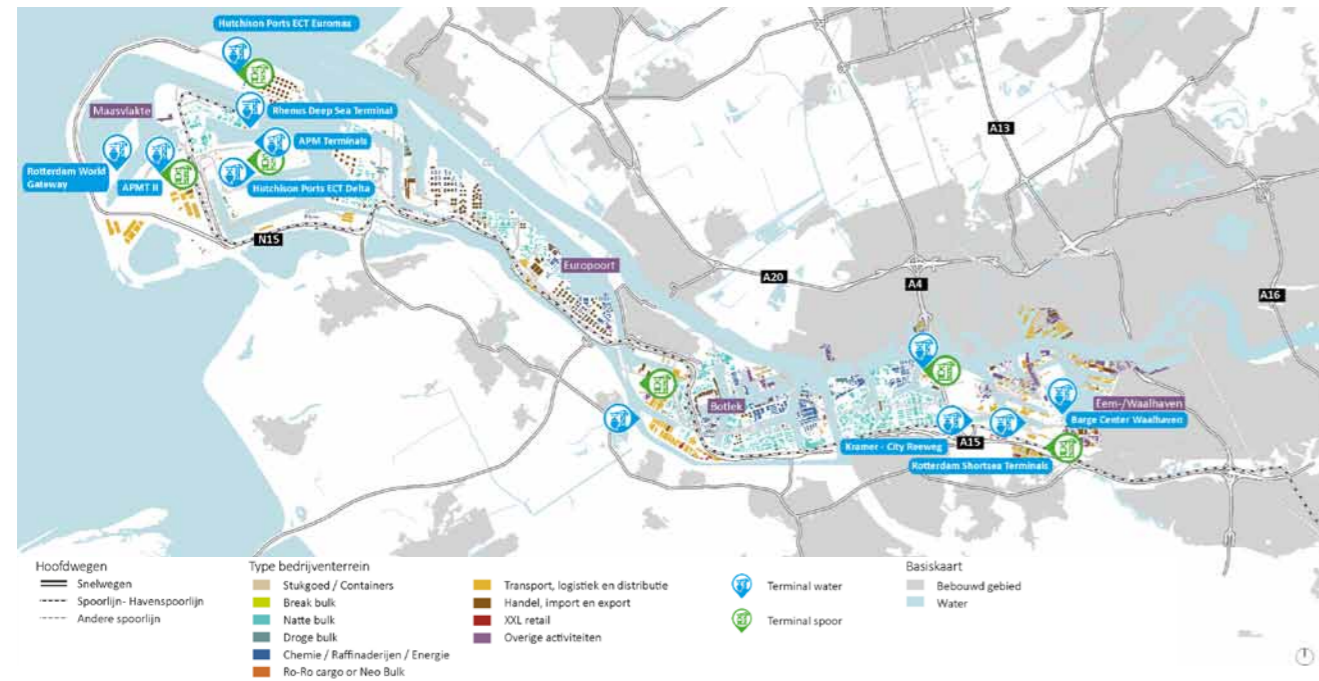 Hutchison Ports ECT Euromax
Maasvlakte
Rhenus Deep Sea Terminal
A13
APM Terminals
Rotterdam World
Gateway
APMT II
Hutchison Ports ECT Delta
N15
Europoort
A20
A4
A16
Botlek
Eem-/Waalhaven
Barge Center Waalhaven
Kramer - City Reeweg
A15
Rotterdam Shortsea Terminals
Hoofdwegen
Snelwegen
Spoorlijn- Havenspoorlijn
Andere spoorlijn
Type bedrijventerrein
Stukgoed / Containers
Break bulk
Natte bulk
Droge bulk
Chemie / Raffinaderijen / Energie
Ro-Ro cargo or Neo Bulk
Transport, logistiek en distributie
Handel, import en export
XXL retail
Overige activiteiten
Terminal water
Terminal spoor
Basiskaart
Bebouwd gebied
Water